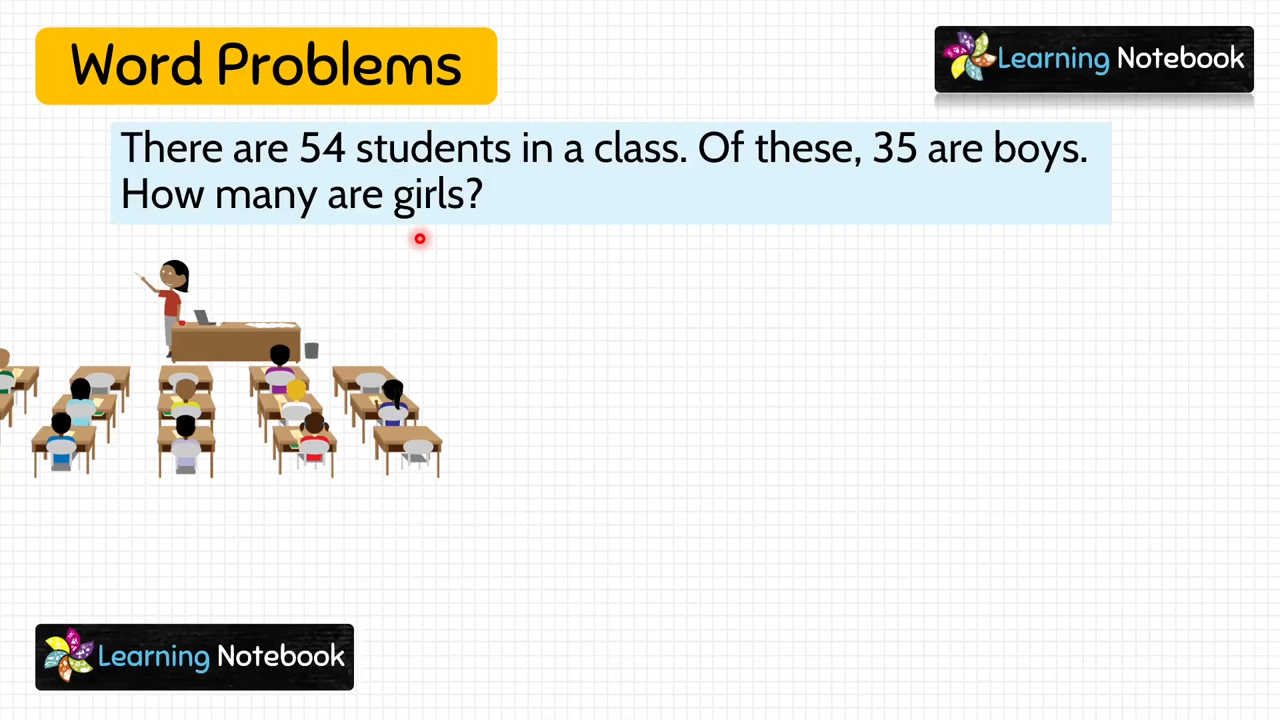 Word Problems
Learning Notebook
There are 54 students in a class. Of these, 35 are boys.
How many are girls?
Learning Notebook